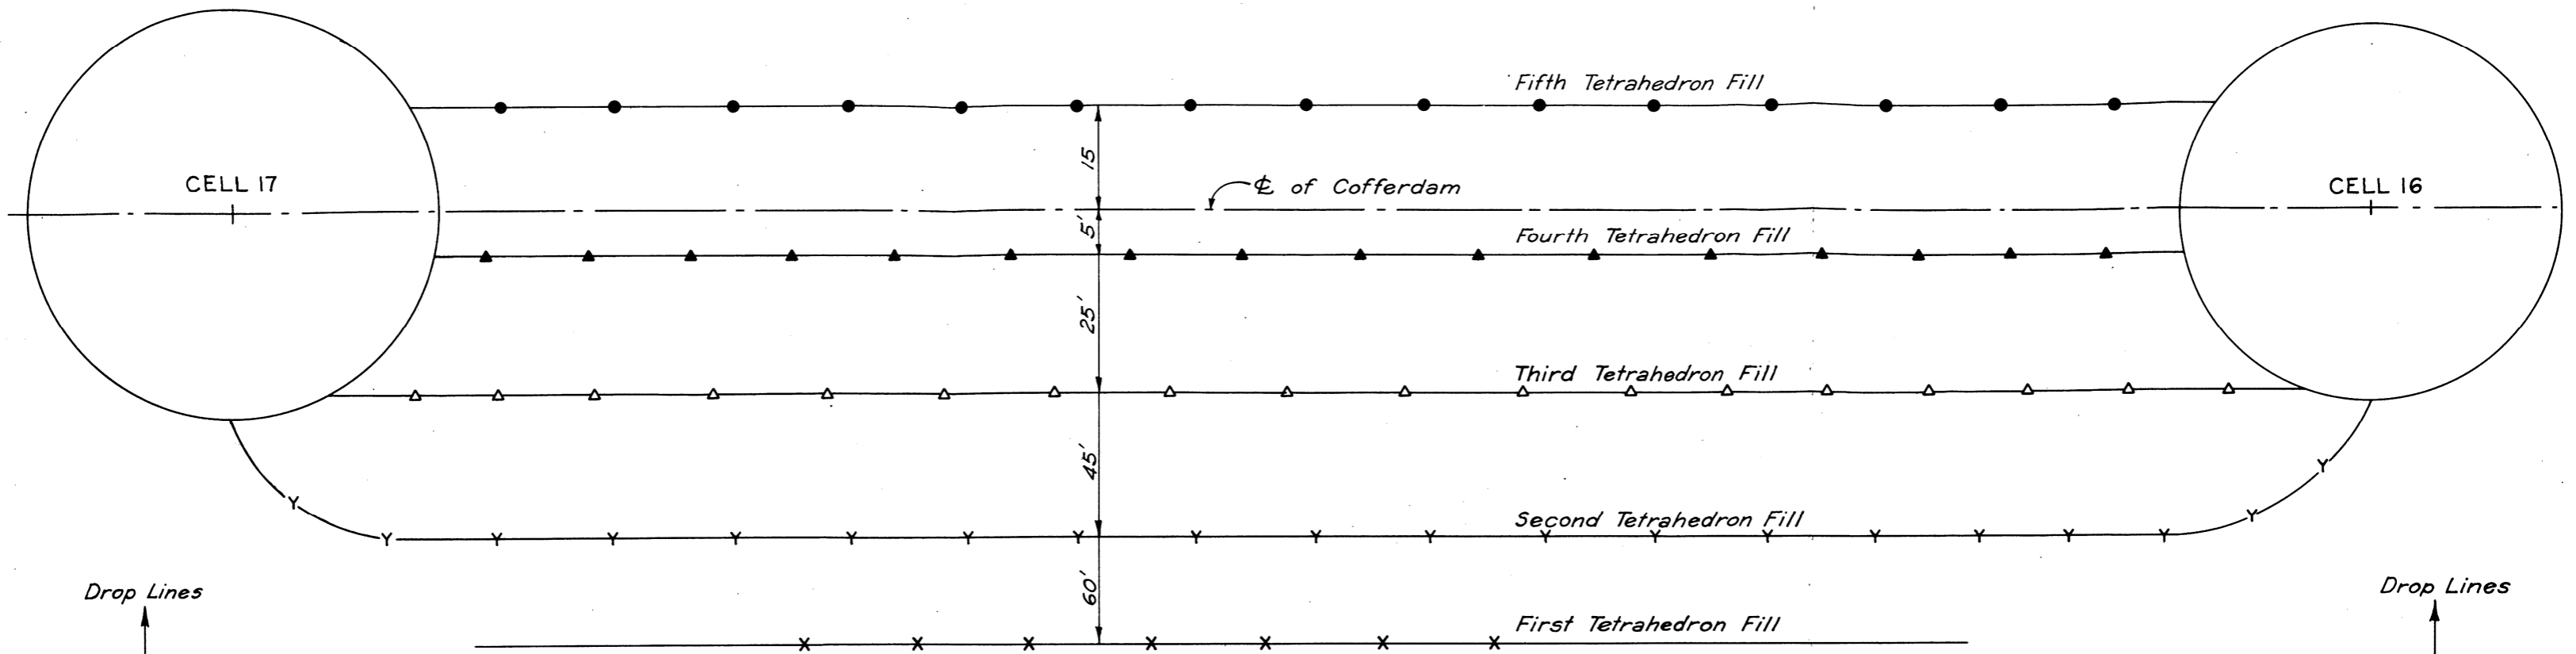 Fifth Tetrahedron Fill
15
CELL 17
℄ of Cofferdam
CELL 16
5'
Fourth Tetrahedron Fill
25'
Third Tetrahedron Fill
45'
Second Tetrahedron Fill
Drop Lines
60'
Drop Lines
First Tetrahedron Fill